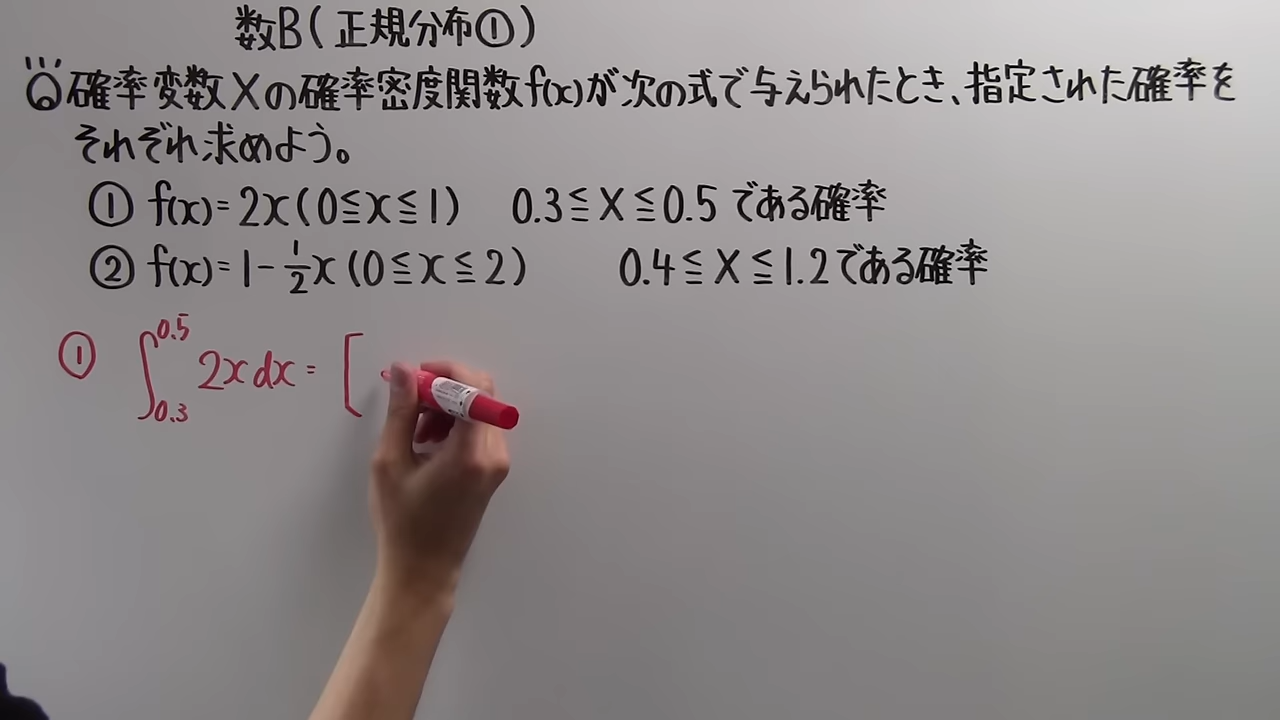 数B(正規分布①)
Q 確率変数Xの確率密度関数f(x)が次の式で与えられたとき、指定された確率を
それぞれ求めよう。
① f(x)=2x(0≦x≦1) 0.3≦X≦0.5である確率
② f(x)=1-1/2x(0≦x≦2) 0.4≦X≦1.2である確率
① ∫0.3 0.5 2xdx=[